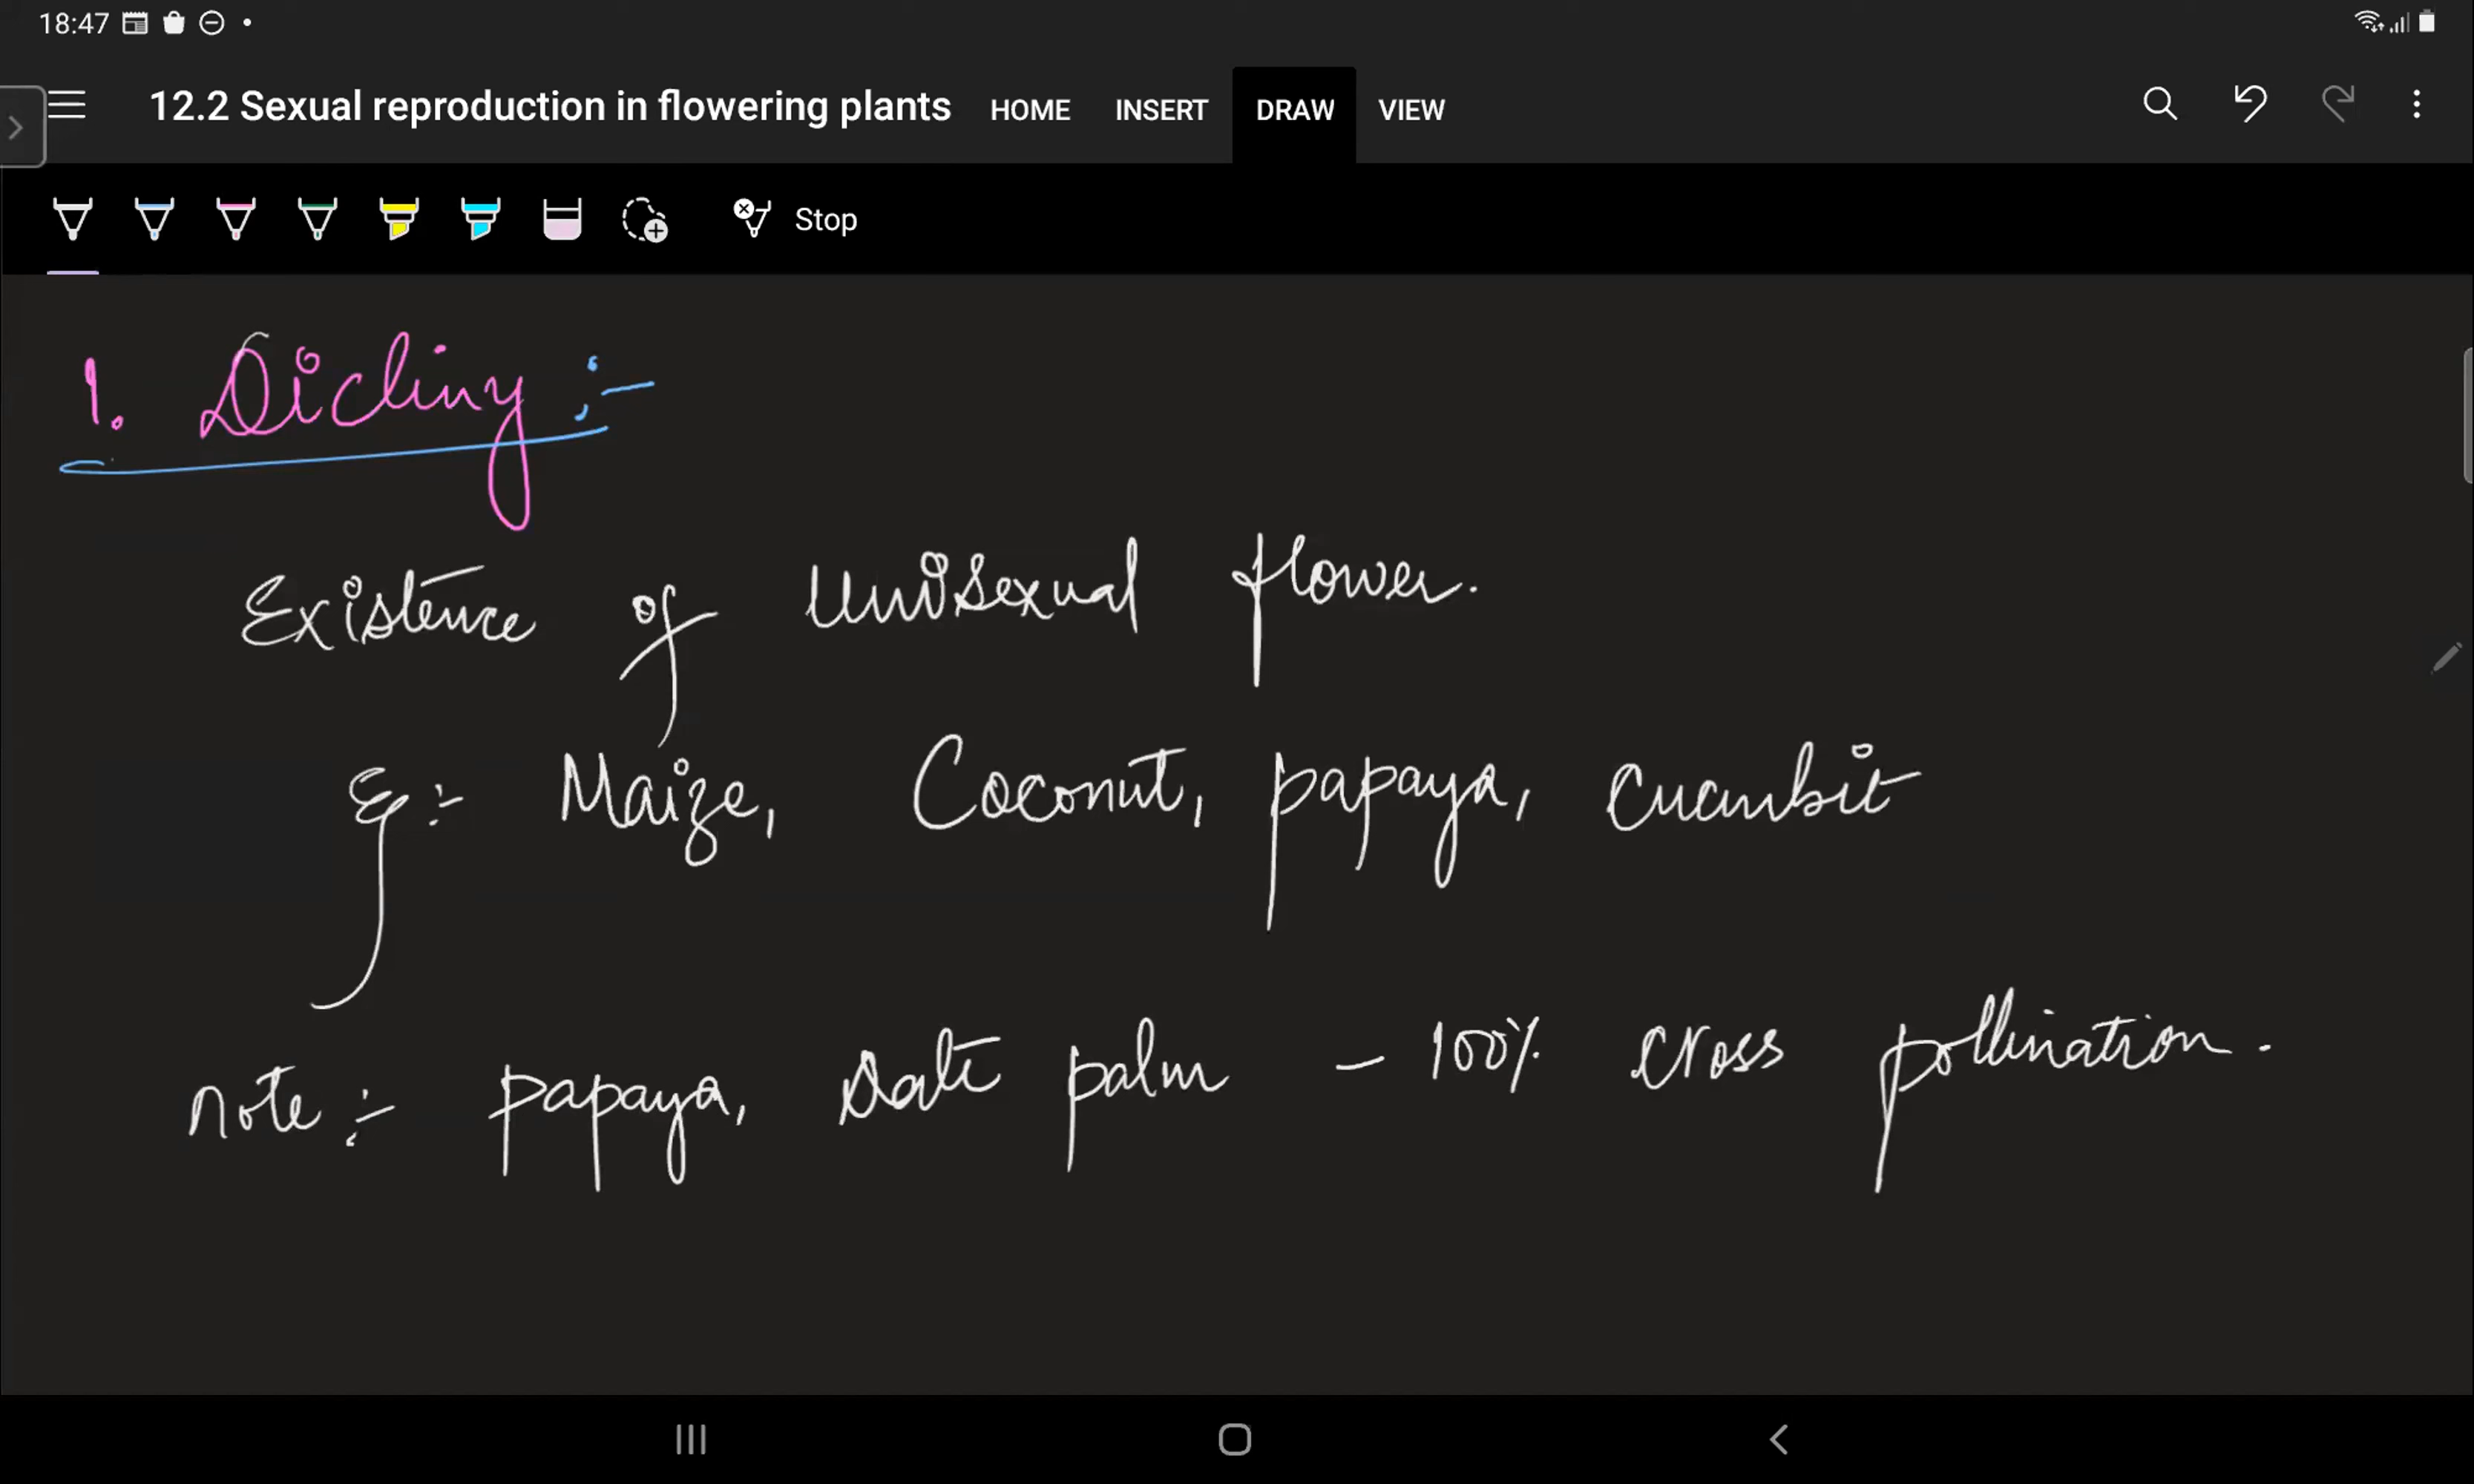 18:47
12.2 Sexual reproduction in flowering plants HOME INSERT DRAW VIEW
Stop
1. Dicliny :-
Existence of Unisexual flower.
Eg :- Maize, Coconut, papaya, Cucumbit
note :- papaya, Date palm - 100% cross pollination.